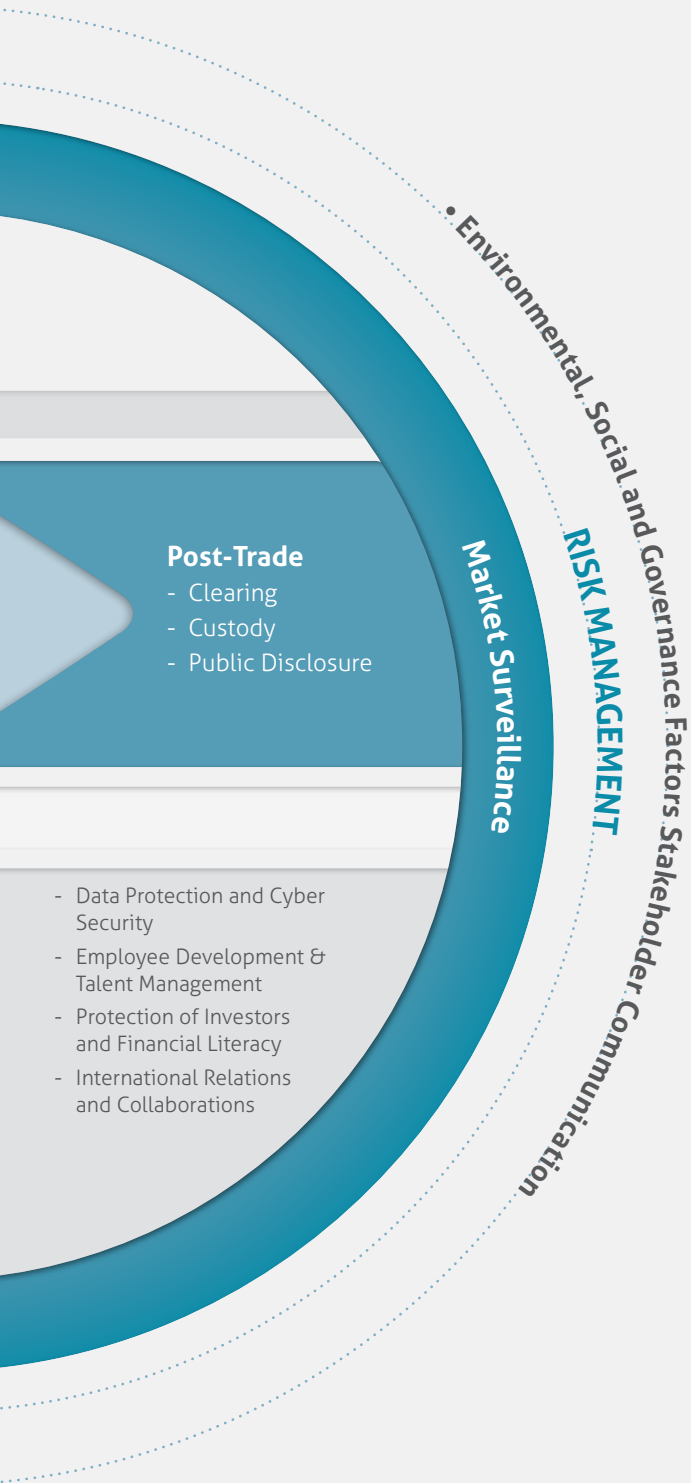 • Environmental, Social and Governance Factors Stakeholder Communication
RISK MANAGEMENT
Market Surveillance
Post-Trade
- Clearing
- Custody
- Public Disclosure
- Data Protection and Cyber
Security
- Employee Development &
Talent Management
- Protection of Investors
and Financial Literacy
- International Relations
and Collaborations